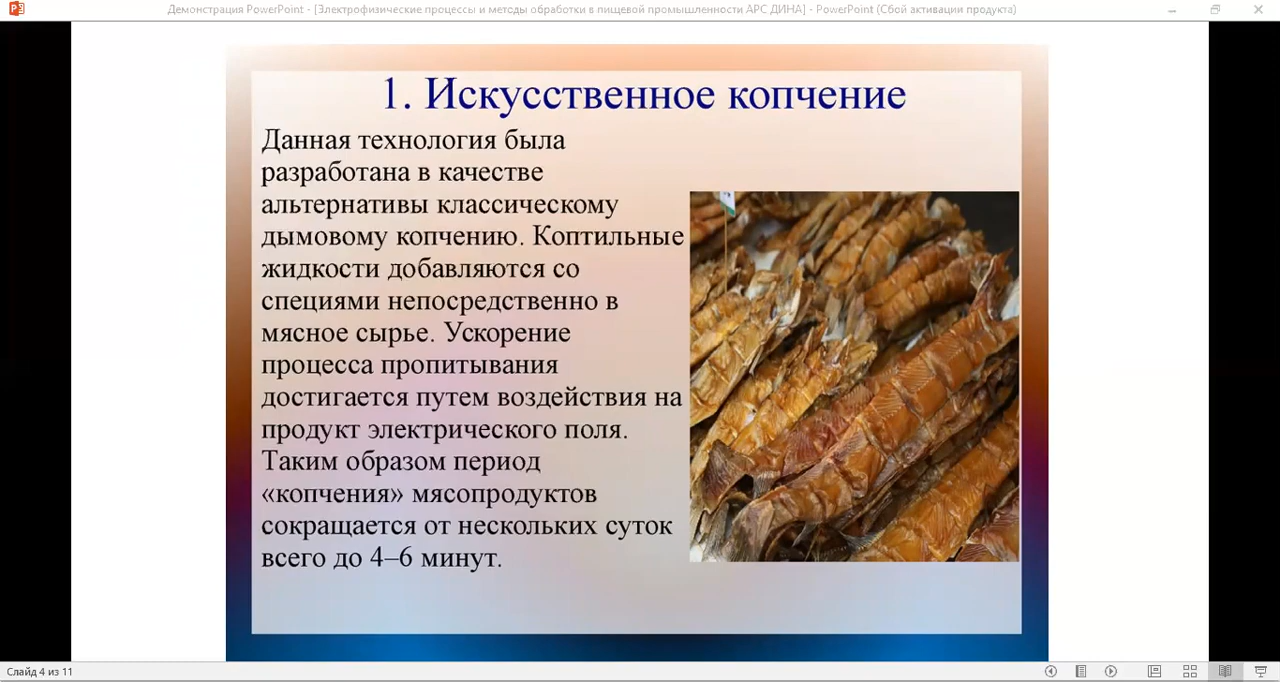 Демонстрация PowerPoint - [Электрофизические процессы и методы обработки в пищевой промышленности АРС ДИНА] - PowerPoint (Сбой активации продукта)
1. Искусственное копчение
Данная технология была
разработана в качестве
альтернативы классическому
дымовому копчению. Коптильные
жидкости добавляются со
специями непосредственно в
мясное сырье. Ускорение
процесса пропитывания
достигается путем воздействия на
продукт электрического поля.
Таким образом период
«копчения» мясопродуктов
сокращается от нескольких суток
всего до 4–6 минут.
Слайд 4 из 11